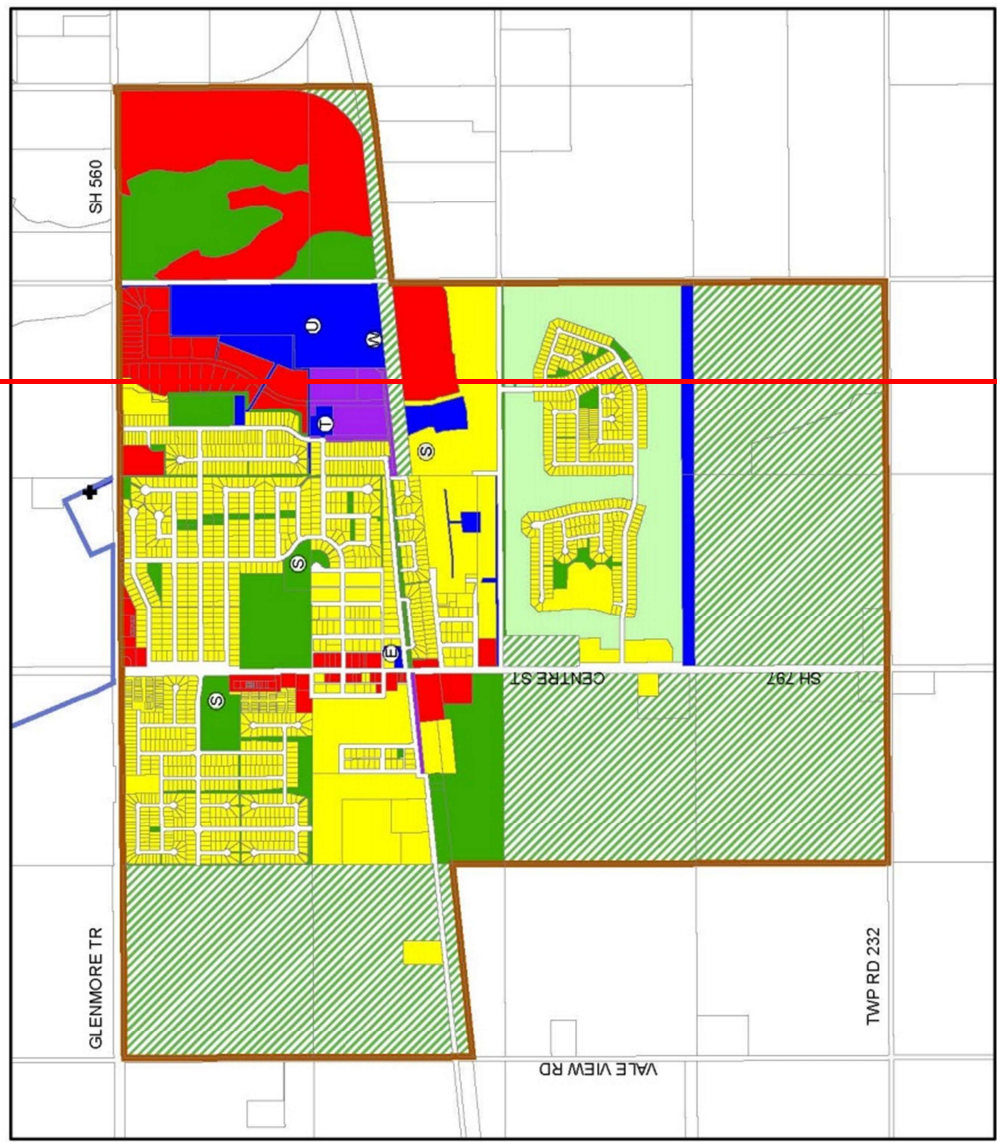 SH 560
U
W
T
S
S
E
CENTRE ST.
SH 797
S
GLENMORE TR
TWP RD 232
VALE VIEW RD